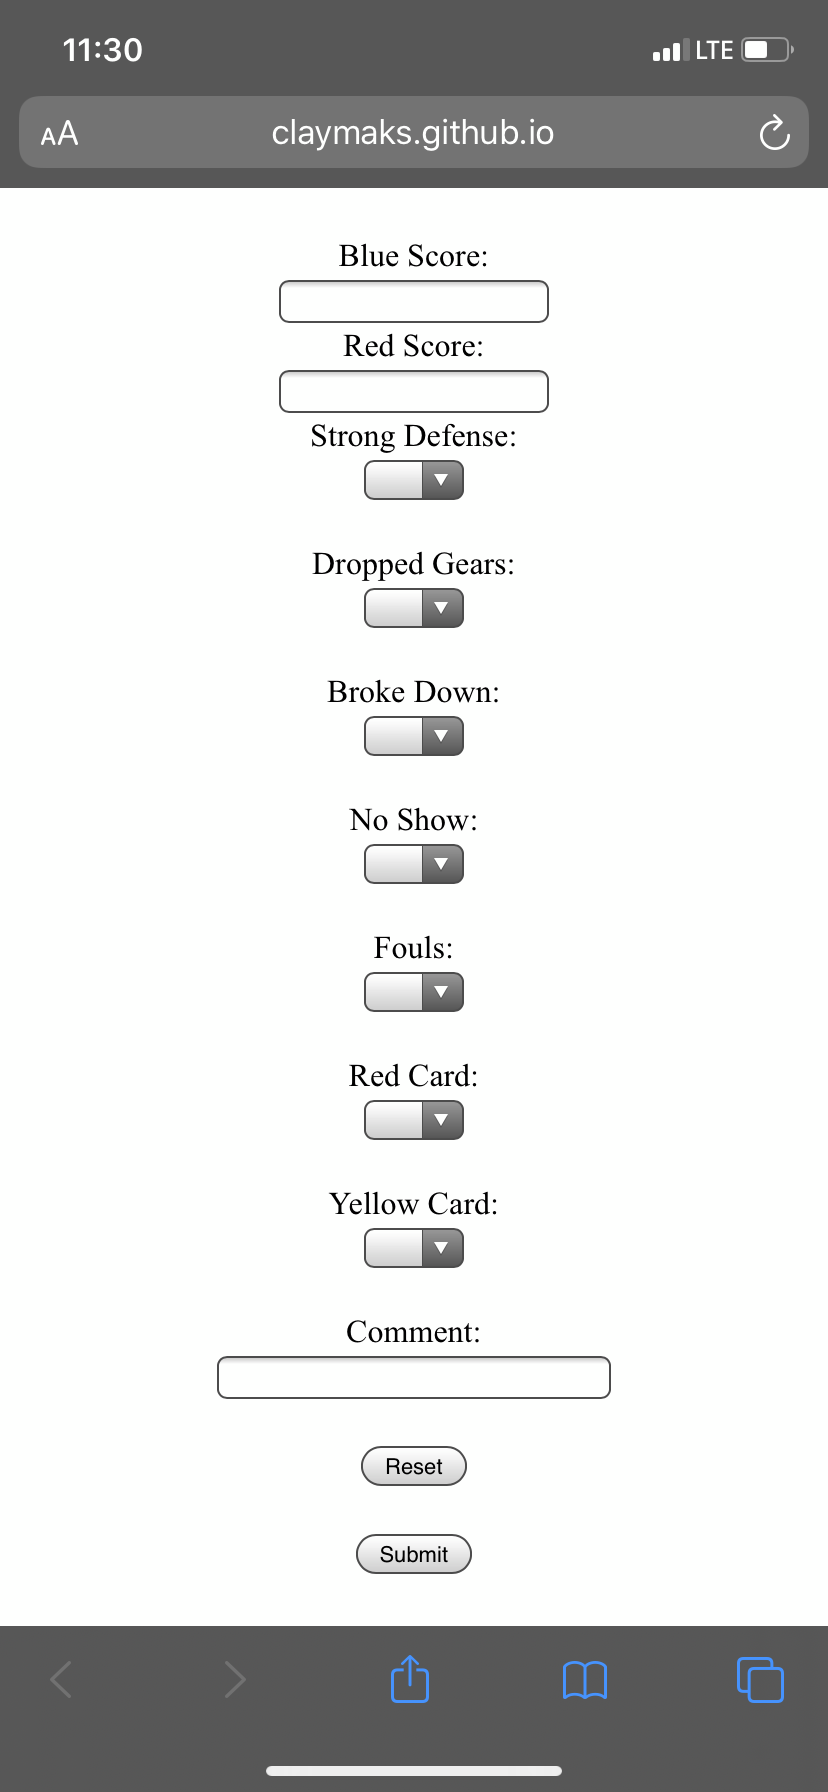 11:30 LTE
AA claymaks.github.io
Blue Score:
Red Score:
Strong Defense:
Dropped Gears:
Broke Down:
No Show:
Fouls:
Red Card:
Yellow Card:
Comment:
Reset
Submit